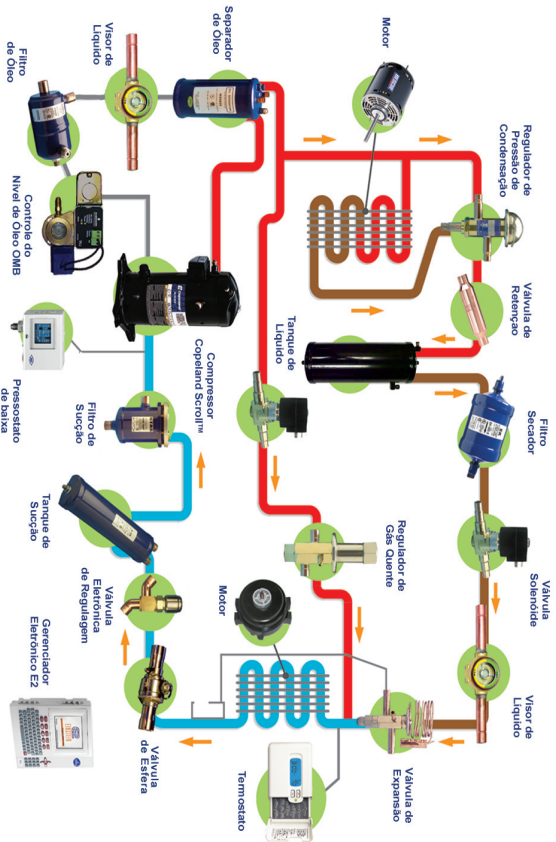 Motor
Regulador de
Pressão de
Condensação
Válvula de
Retenção
Filtro
Secador
Válvula
Solenóide
Visor de
Líquido
Separador
de Óleo
Visor de
Líquido
Filtro
de Óleo
Controle do
Nível de Óleo OMB
Tanque de
Líquido
Compressor
Copeland Scroll™
Pressostato
de baixa
Filtro de
Sucção
Tanque de
Sucção
Regulador de
Gás Quente
Motor
Válvula
Eletrônica
de Regulagem
Gerenciador
Eletrônico E2
Válvula
de Esfera
Termostato
Válvula de
Expansão